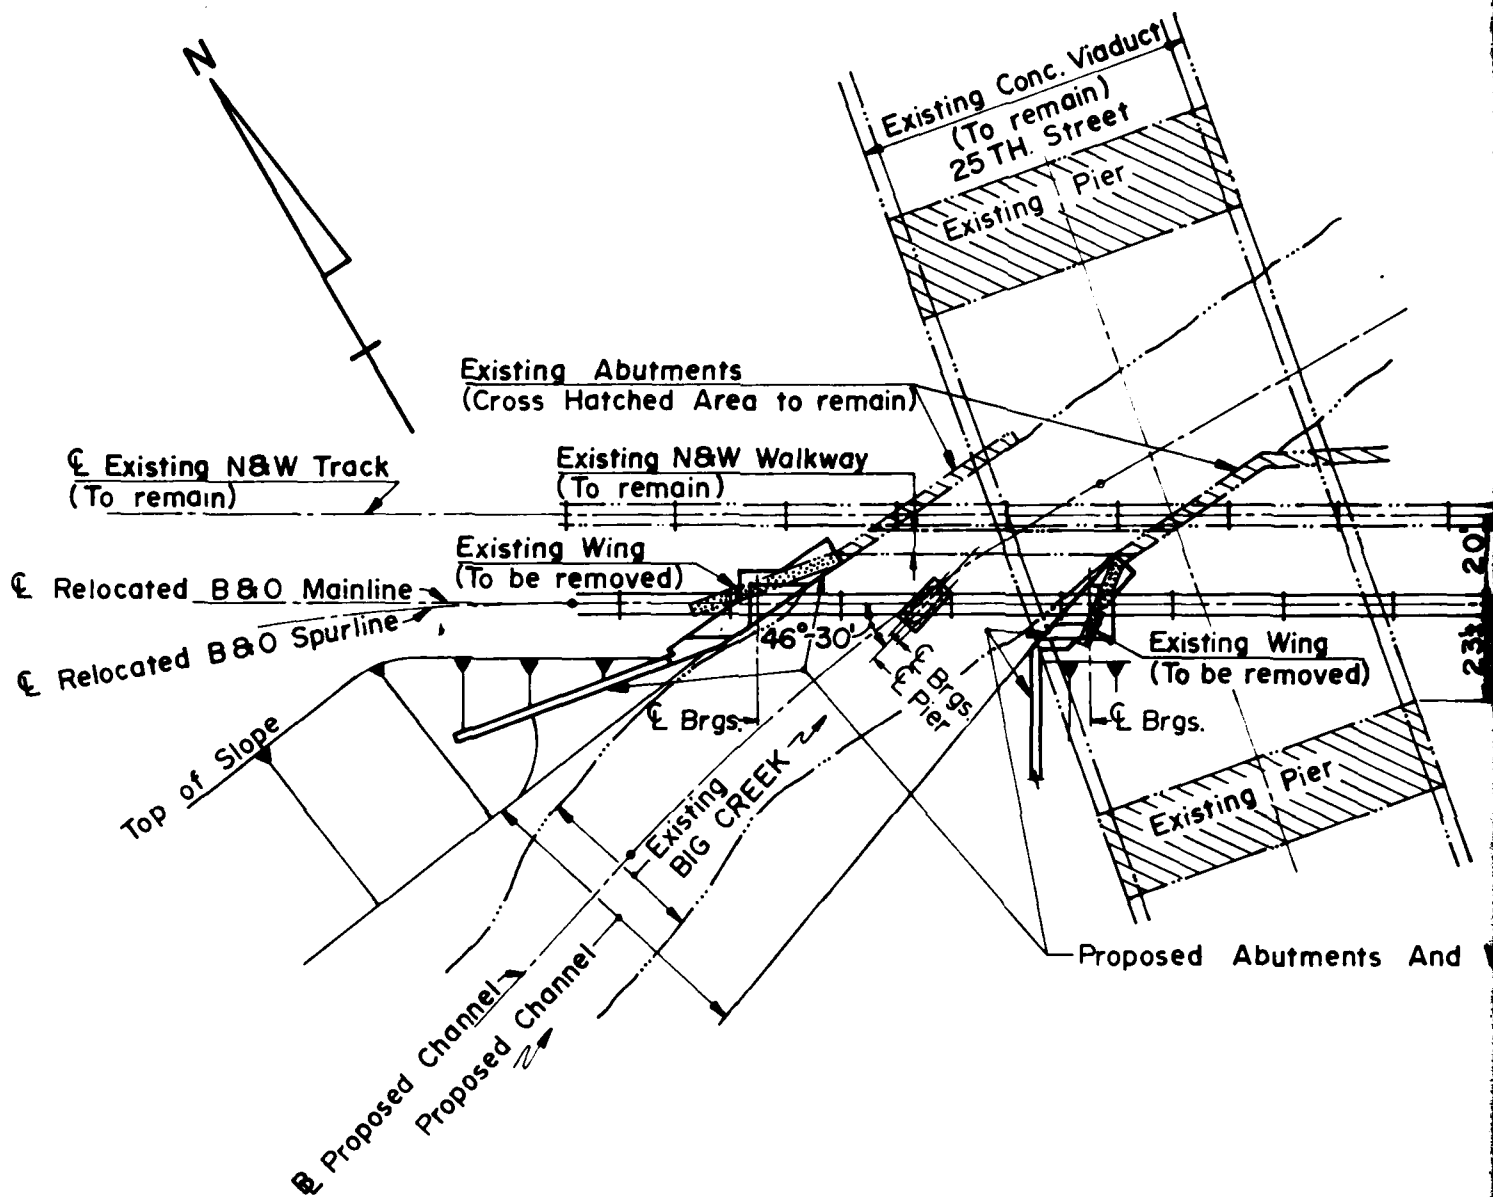 N
Existing Conc. Viaduct
(To remain)
25 TH. Street
Existing Pier
Existing Abutments
(Cross Hatched Area to remain)
℄ Existing N&W Track
(To remain)
Existing N&W Walkway
(To remain)
Existing Wing
(To be removed)
℄ Relocated B&O Mainline
℄ Relocated B&O Spurline
46°-30'
20'
Existing Wing
(To be removed)
℄ Brgs.
℄ Pier
℄ Brgs.
℄ Brgs.
Top of Slope
Existing
BIG CREEK
Existing Pier
Proposed Abutments And
Proposed Channel
Proposed Channel